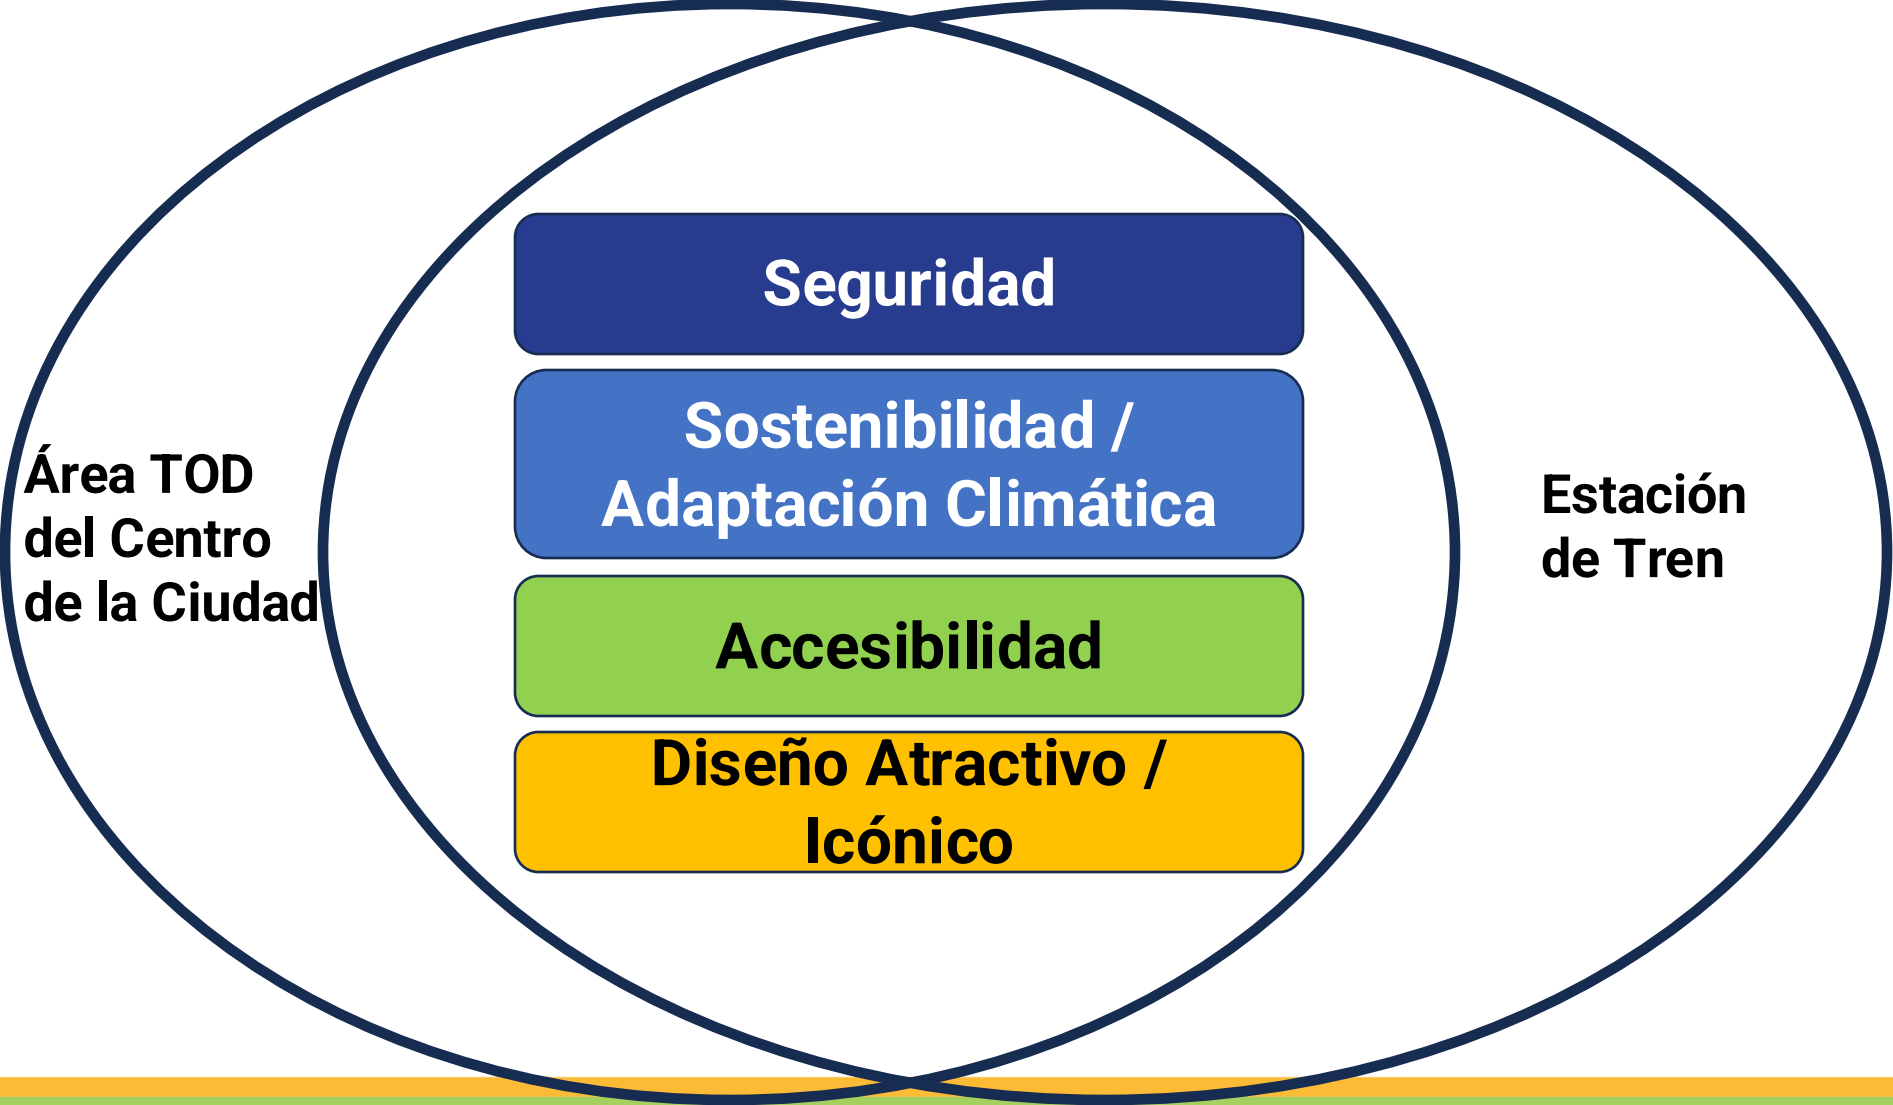 Seguridad
Sostenibilidad /
Adaptación Climática
Accesibilidad
Diseño Atractivo /
Icónico
Área TOD
del Centro
de la Ciudad
Estación
de Tren